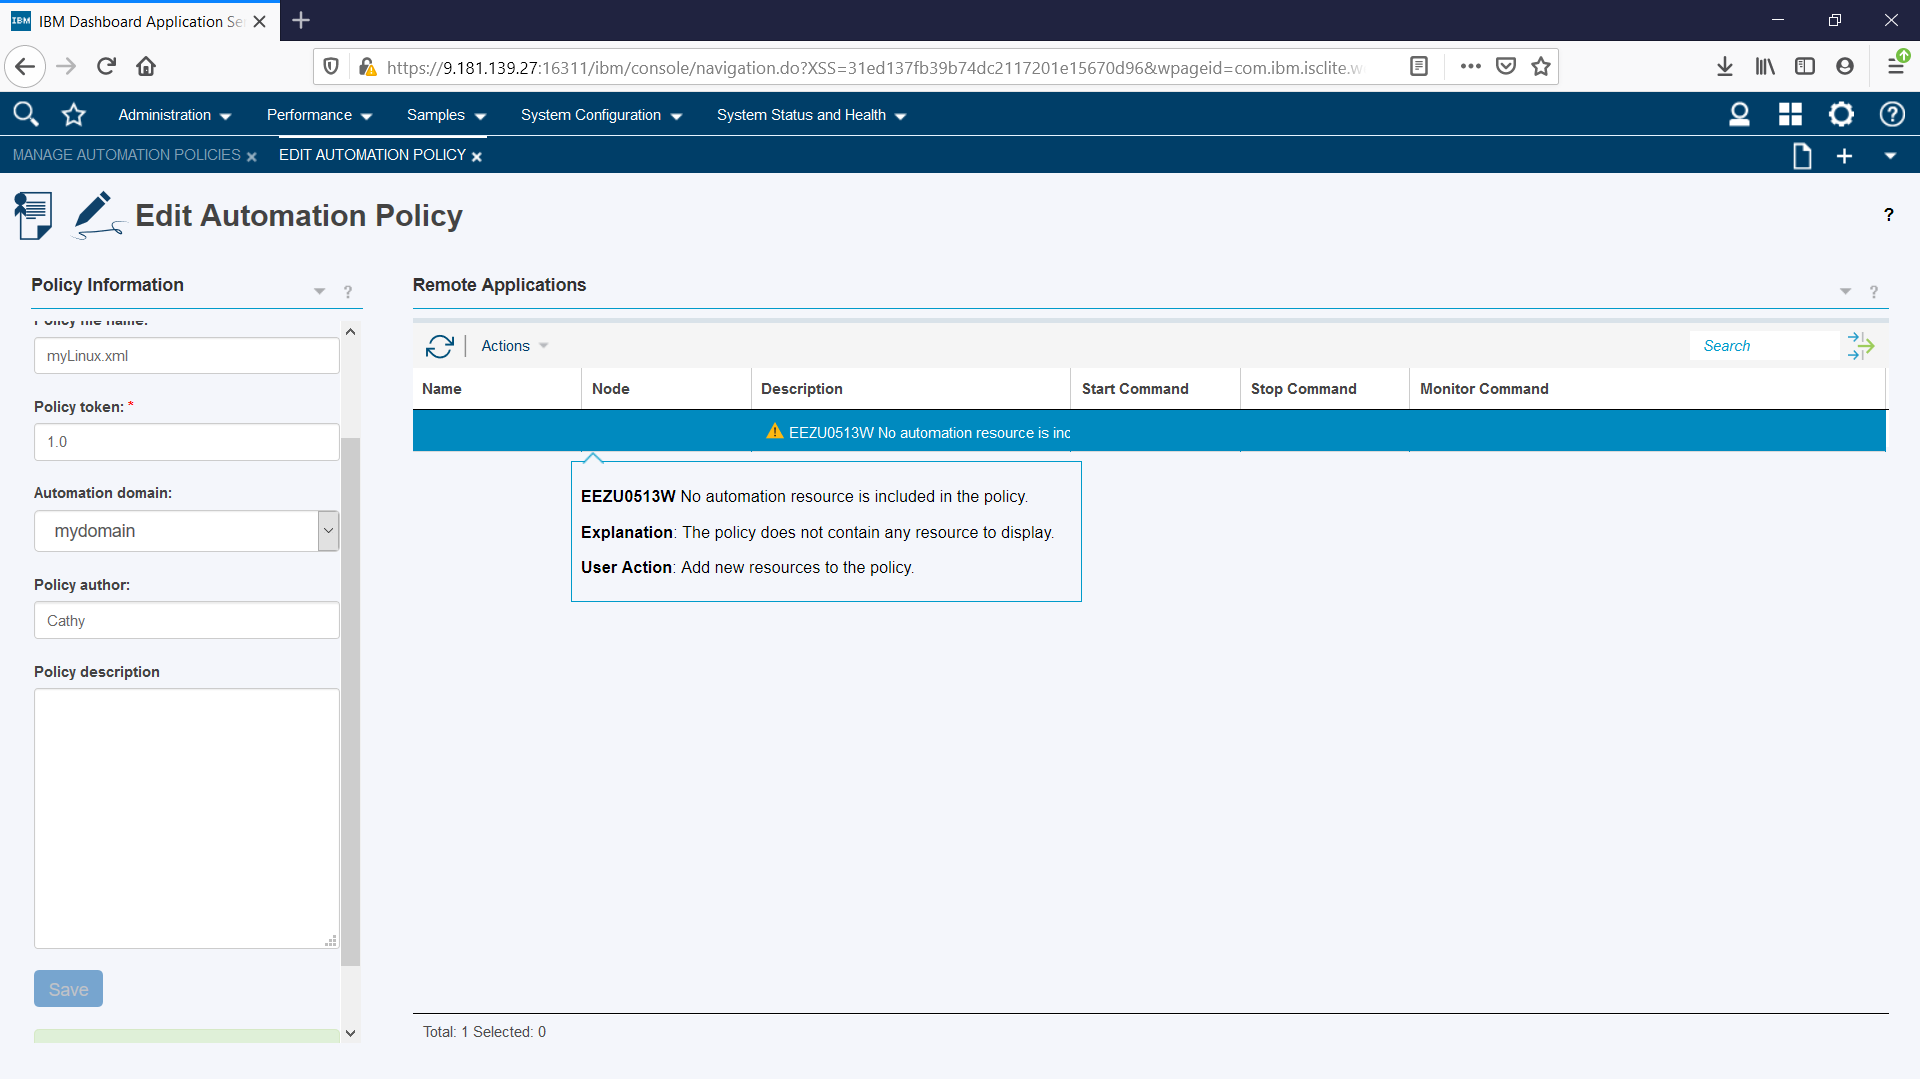 IBM Dashboard Application Se
https://9.181.139.27:16311/ibm/console/navigation.do?XSS=31ed137fb39b74dc2117201e15670d96&wpageid=com.ibm.isclite.w
Administration Performance Samples System Configuration System Status and Health
MANAGE AUTOMATION POLICIES EDIT AUTOMATION POLICY
Edit Automation Policy
?
Policy Information
?
Policy file name:
myLinux.xml
Policy token: *
1.0
Automation domain:
mydomain
Policy author:
Cathy
Policy description
Save
Remote Applications
?
Actions
Search
Name Node Description Start Command Stop Command Monitor Command
EEZU0513W No automation resource is inc
EEZU0513W No automation resource is included in the policy.
Explanation: The policy does not contain any resource to display.
User Action: Add new resources to the policy.
Total: 1 Selected: 0